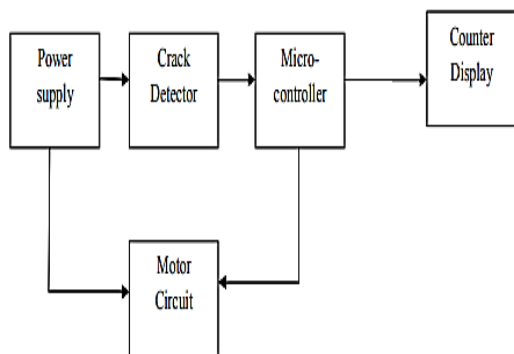 Power
supply
Crack
Detector
Micro-
controller
Counter
Display
Motor
Circuit